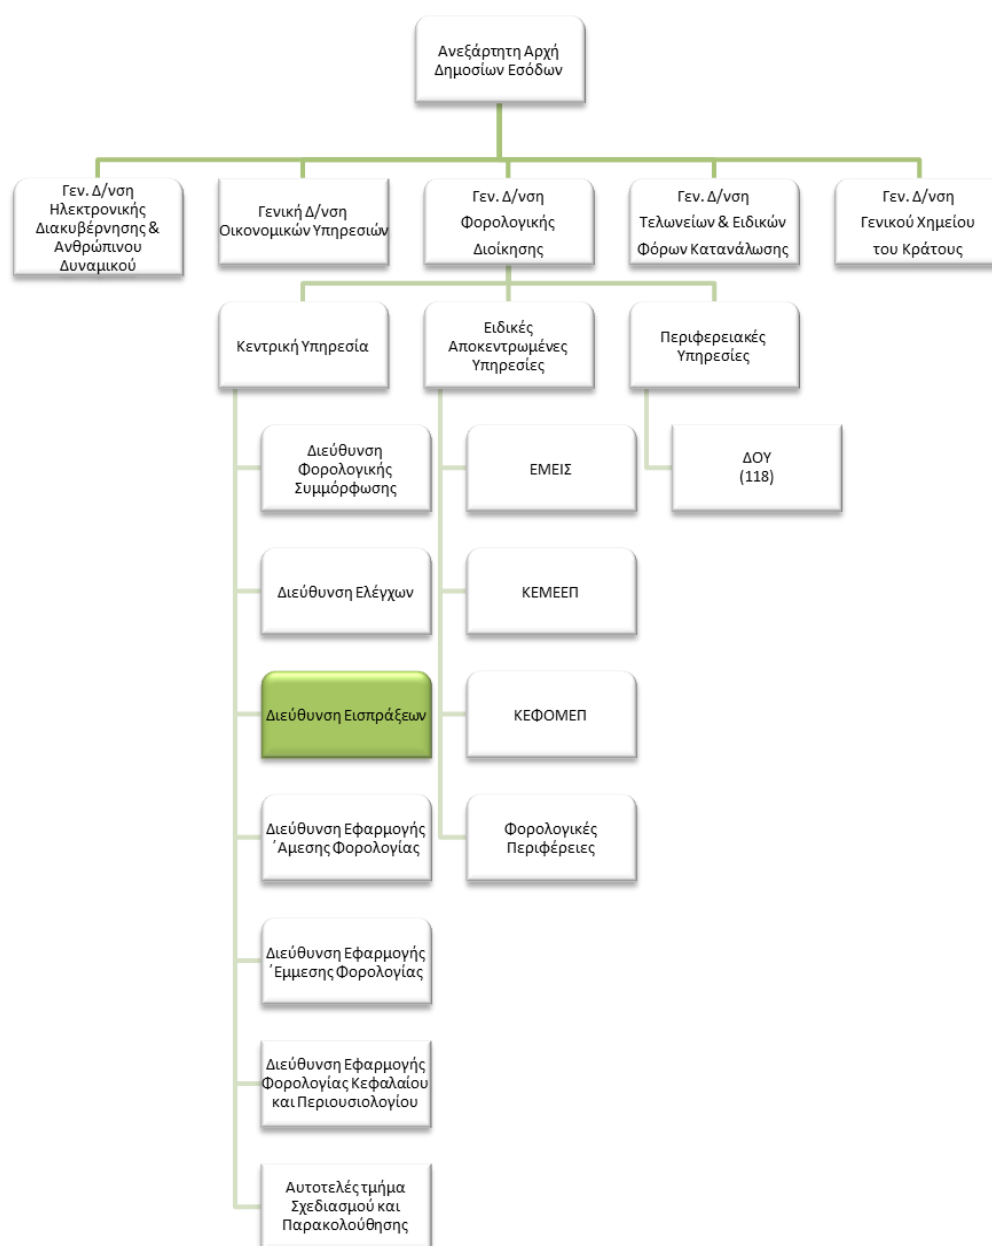 Ανεξάρτητη Αρχή
Δημοσίων Εσόδων
Γεν. Δ/νση
Ηλεκτρονικής
Διακυβέρνησης &
Ανθρώπινου
Δυναμικού
Γενική Δ/νση
Οικονομικών Υπηρεσιών
Γεν. Δ/νση
Φορολογικής
Διοίκησης
Γεν. Δ/νση
Τελωνείων & Ειδικών
Φόρων Κατανάλωσης
Γεν. Δ/νση
Γενικού Χημείου
του Κράτους
Κεντρική Υπηρεσία
Ειδικές
Αποκεντρωμένες
Υπηρεσίες
Περιφερειακές
Υπηρεσίες
Διεύθυνση
Φορολογικής
Συμμόρφωσης
Διεύθυνση Ελέγχων
Διεύθυνση Εισπράξεων
Διεύθυνση Εφαρμογής
΄Αμεσης Φορολογίας
Διεύθυνση Εφαρμογής
΄Εμμεσης Φορολογίας
Διεύθυνση Εφαρμογής
Φορολογίας Κεφαλαίου
και Περιουσιολογίου
Αυτοτελές τμήμα
Σχεδιασμού και
Παρακολούθησης
ΕΜΕΙΣ
ΚΕΜΕΕΠ
ΚΕΦΟΜΕΠ
Φορολογικές
Περιφέρειες
ΔΟΥ
(118)